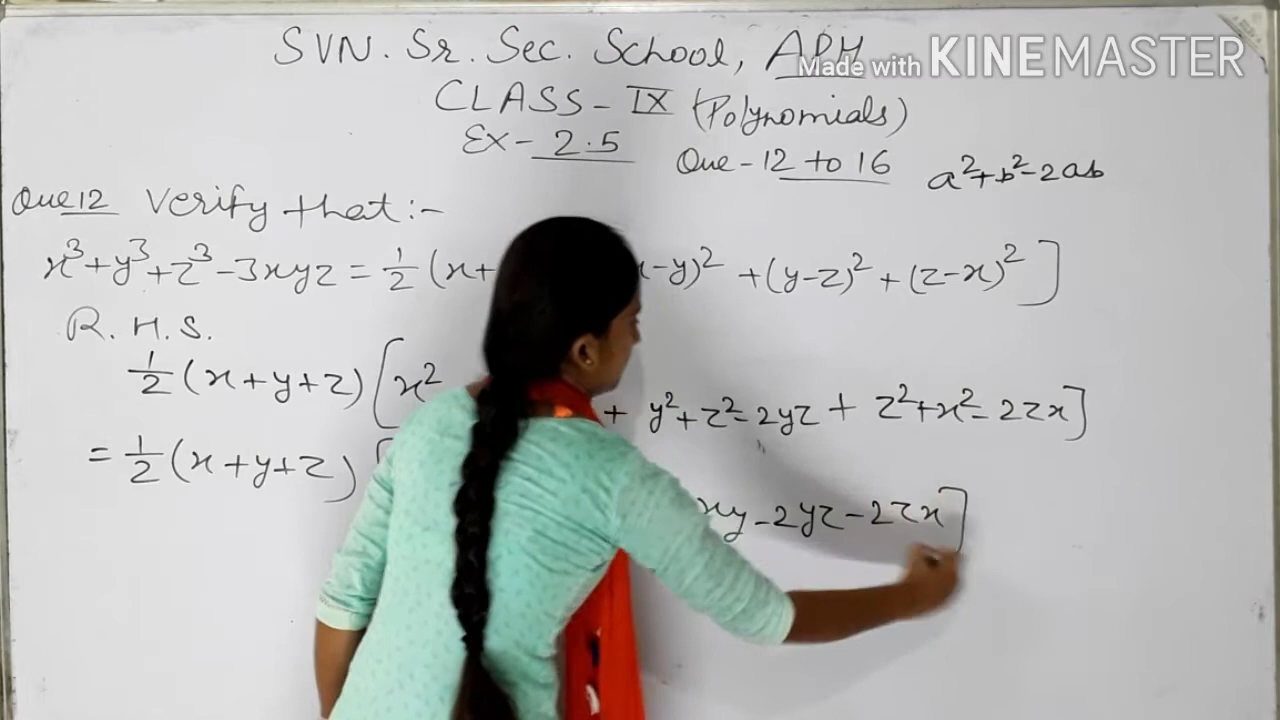 SVN. Sr. Sec. School, APH
Made with KINEMASTER
CLASS - IX (Polynomials)
Ex - 2.5
Que - 12 to 16
a²+b²-2ab
Que 12 Verify that:-
x³+y³+z³-3xyz = ½ (x+ x-y)² +(y-z)² +(z-x)² ]
R.H.S.
½ (x+y+z) [x² + y²+z²-2yz + z²+x²-2zx]
= ½ (x+y+z) [ xy-2yz-2zx]